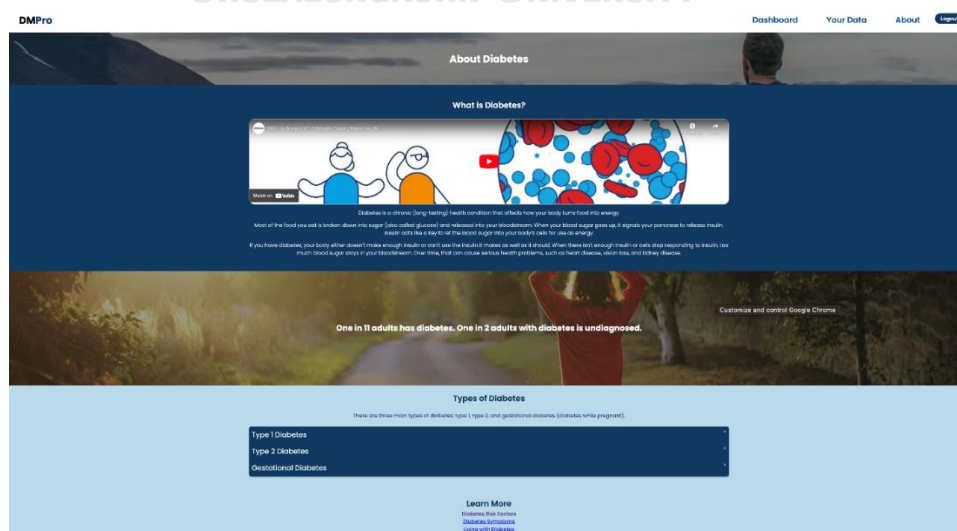 CHULALONGKORN UNIVERSITY
DMPro
Dashboard Your Data About Logout
About Diabetes
What is Diabetes?
Watch on YouTube
Diabetes is a chronic (long-lasting) health condition that affects how your body turns food into energy.
Most of the food you eat is broken down into sugar (also called glucose) and released into your bloodstream. When your blood sugar goes up, it signals your pancreas to release insulin.
Insulin acts like a key to let the blood sugar into your body's cells for use as energy.
If you have diabetes, your body either doesn't make enough insulin or can't use the insulin it makes as well as it should. When there isn't enough insulin or cells stop responding to insulin, too
much blood sugar stays in your bloodstream. Over time, that can cause serious health problems, such as heart disease, vision loss, and kidney disease.
Customize and control Google Chrome
One in 11 adults has diabetes. One in 2 adults with diabetes is undiagnosed.
Types of Diabetes
There are three main types of diabetes: type 1, type 2, and gestational diabetes (diabetes while pregnant).
Type 1 Diabetes
Type 2 Diabetes
Gestational Diabetes
Learn More
Diabetes Risk Factors
Diabetes Symptoms
Living with Diabetes